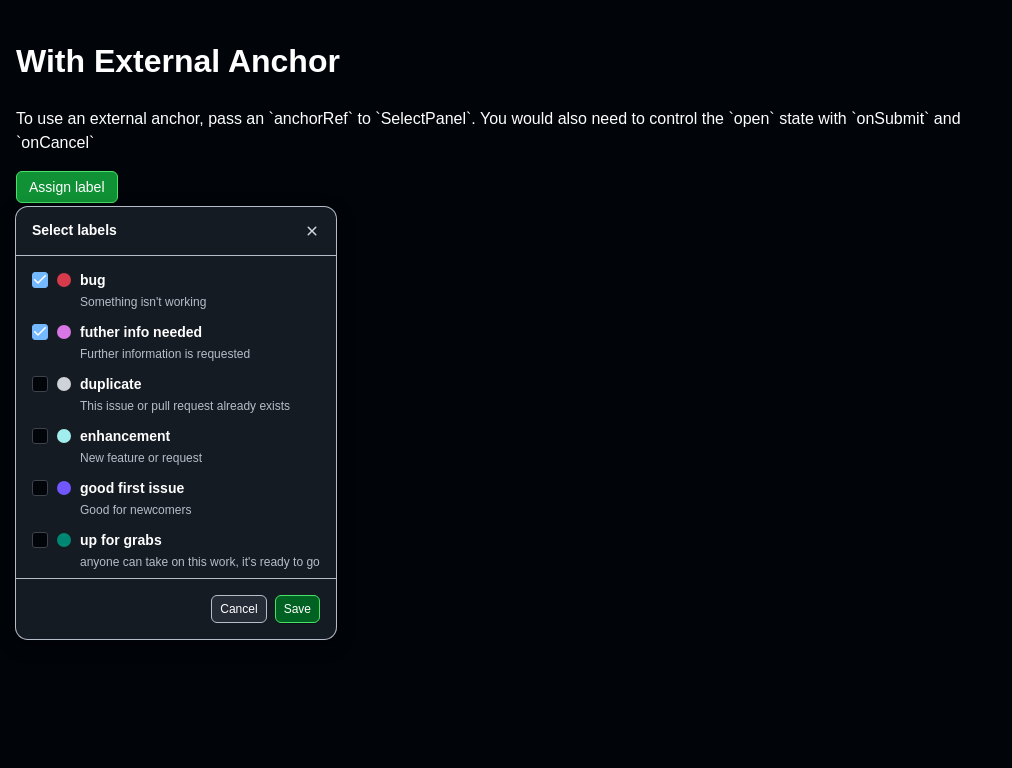 With External Anchor
To use an external anchor, pass an `anchorRef` to `SelectPanel`. You would also need to control the `open` state with `onSubmit` and
`onCancel`
Assign label
Select labels
bug
Something isn't working
futher info needed
Further information is requested
duplicate
This issue or pull request already exists
enhancement
New feature or request
good first issue
Good for newcomers
up for grabs
anyone can take on this work, it's ready to go
Cancel Save